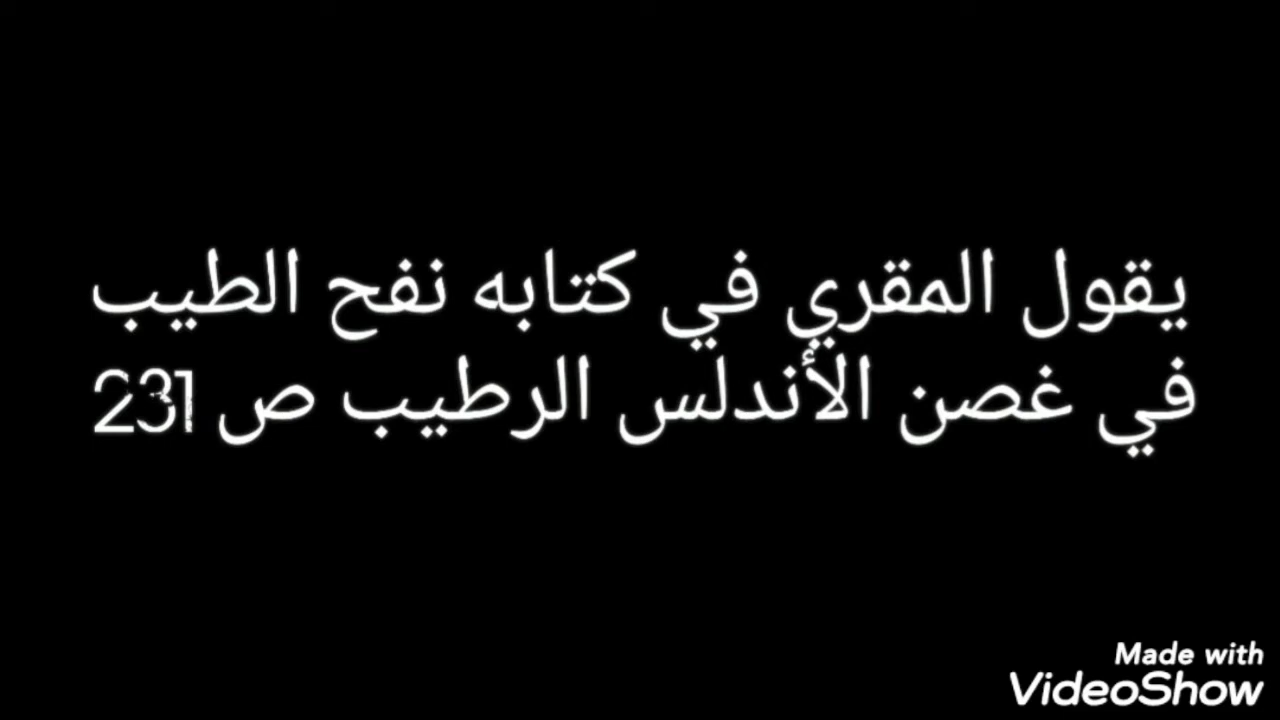 يقول المقري في كتابه نفح الطيب
في غصن الأندلس الرطيب ص 231
Made with
VideoShow